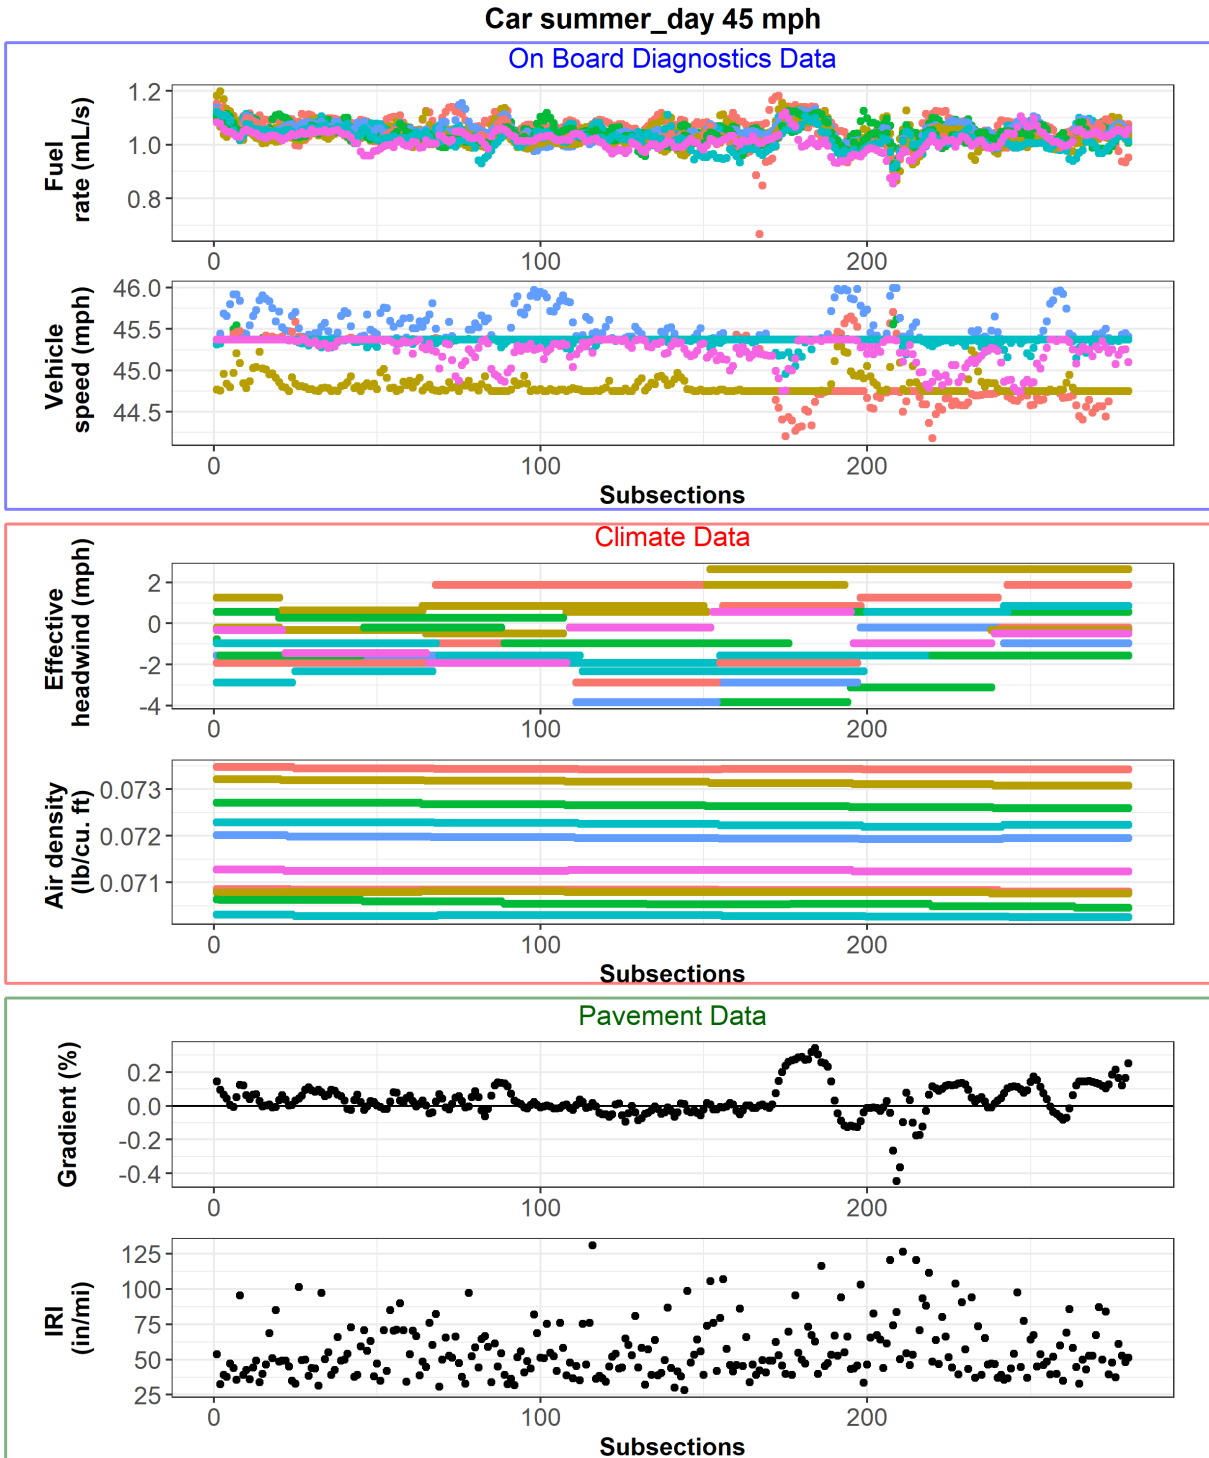 Car summer_day 45 mph
On Board Diagnostics Data
Fuel
rate (mL/s)
1.2
1.0
0.8
0 100 200
Vehicle
speed (mph)
46.0
45.5
45.0
44.5
0 100 200
Subsections
Climate Data
Effective
headwind (mph)
2
0
-2
-4
0 100 200
Air density
(lb/cu. ft)
0.073
0.072
0.071
0 100 200
Subsections
Pavement Data
Gradient (%)
0.2
0.0
-0.2
-0.4
0 100 200
IRI
(in/mi)
125
100
75
50
25
0 100 200
Subsections